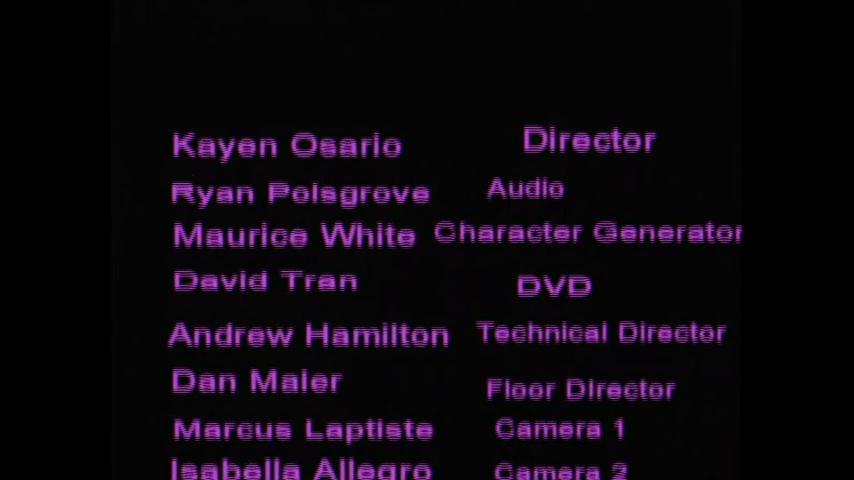 Kayen Osario Director
Ryan Polsgrove Audio
Maurice White Character Generator
David Tran DVD
Andrew Hamilton Technical Director
Dan Maier Floor Director
Marcus Laptiste Camera 1
Isabella Allegro Camera 2